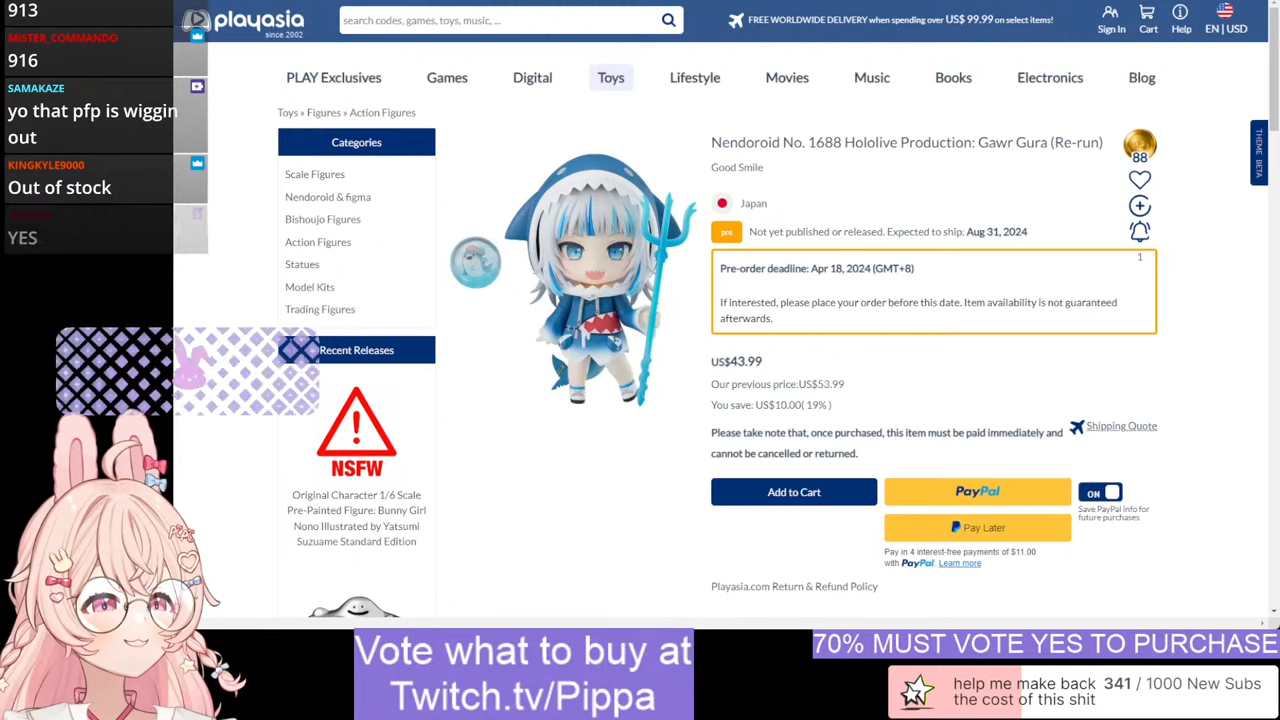 913
MISTER_COMMANDO
916
SAMAKAZE
yo that pfp is wiggin
out
KINGKYLE9000
Out of stock
YES
playasia
since 2002
search codes, games, toys, music, ...
FREE WORLDWIDE DELIVERY when spending over US$ 99.99 on select items!
Sign In
Cart
Help
EN | USD
PLAY Exclusives
Games
Digital
Toys
Lifestyle
Movies
Music
Books
Electronics
Blog
Toys » Figures » Action Figures
Categories
Scale Figures
Nendoroid & figma
Bishoujo Figures
Action Figures
Statues
Model Kits
Trading Figures
Recent Releases
NSFW
Original Character 1/6 Scale
Pre-Painted Figure: Bunny Girl
Nono Illustrated by Yatsumi
Suzuame Standard Edition
Nendoroid No. 1688 Hololive Production: Gawr Gura (Re-run)
88
Good Smile
Japan
pre
Not yet published or released. Expected to ship: Aug 31, 2024
1
Pre-order deadline: Apr 18, 2024 (GMT+8)
If interested, please place your order before this date. Item availability is not guaranteed
afterwards.
US$43.99
Our previous price:US$53.99
You save: US$10.00( 19% )
Please take note that, once purchased, this item must be paid immediately and
cannot be cancelled or returned.
Shipping Quote
Add to Cart
PayPal
ON
Save PayPal info for
future purchases
Pay Later
Pay in 4 interest-free payments of $11.00
with PayPal. Learn more
Playasia.com Return & Refund Policy
THEME BETA
PIPPA
Vote what to buy at
Twitch.tv/Pippa
70% MUST VOTE YES TO PURCHASE
help me make back
the cost of this shit
341 / 1000 New Subs